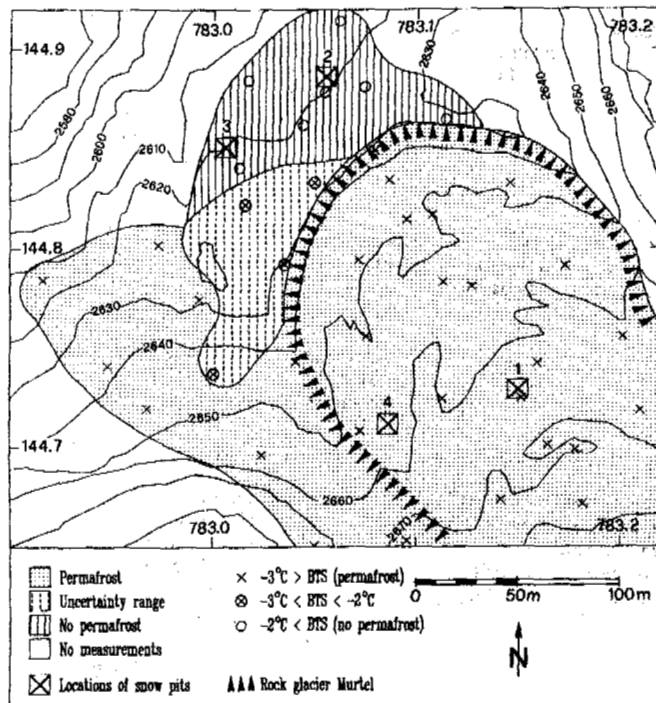 783.0
783.1
783.2
144.9
2
2630
2640
2650
2660
2680
2600
3
2610
2620
144.8
2630
2640
1
4
2650
144.7
2660
783.0
2670
783.2
Permafrost
Uncertainty range
No permafrost
No measurements
Locations of snow pits
-3°C > BTS (permafrost)
-3°C < BTS < -2°C
-2°C < BTS (no permafrost)
Rock glacier Murtel
0 50m 100m
N